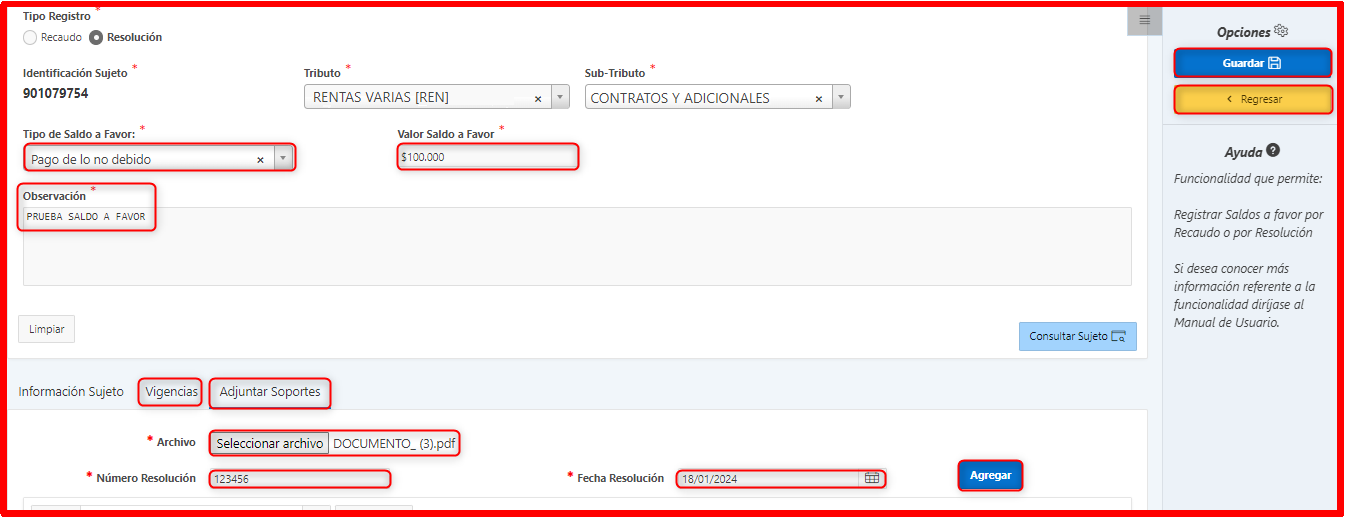 Tipo Registro *
Recaudo Resolución
Identificación Sujeto *
901079754
Tributo *
RENTAS VARIAS [REN] ×
Sub-Tributo *
CONTRATOS Y ADICIONALES ×
Tipo de Saldo a Favor: *
Pago de lo no debido ×
Valor Saldo a Favor *
$100.000
Observación *
PRUEBA SALDO A FAVOR
Limpiar
Consultar Sujeto
Información Sujeto Vigencias Adjuntar Soportes
* Archivo Seleccionar archivo DOCUMENTO_ (3).pdf
* Número Resolución 123456
* Fecha Resolución 18/01/2024
Agregar
Opciones
Guardar
< Regresar
Ayuda ?
Funcionalidad que permite:
Registrar Saldos a favor por
Recaudo o por Resolución
Si desea conocer más
información referente a la
funcionalidad diríjase al
Manual de Usuario.